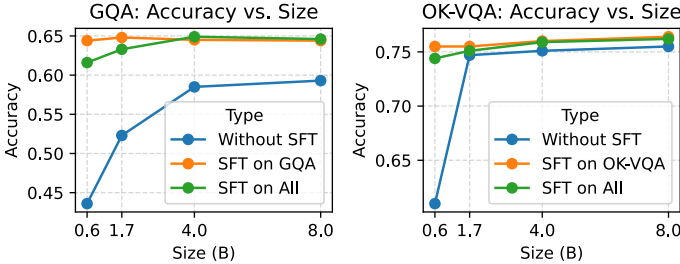 GQA: Accuracy vs. Size
Accuracy
0.65
0.60
0.55
0.50
0.45
Type
Without SFT
SFT on GQA
SFT on All
0.6 1.7 4.0 8.0
Size (B)
OK-VQA: Accuracy vs. Size
Accuracy
0.75
0.70
0.65
Type
Without SFT
SFT on OK-VQA
SFT on All
0.6 1.7 4.0 8.0
Size (B)